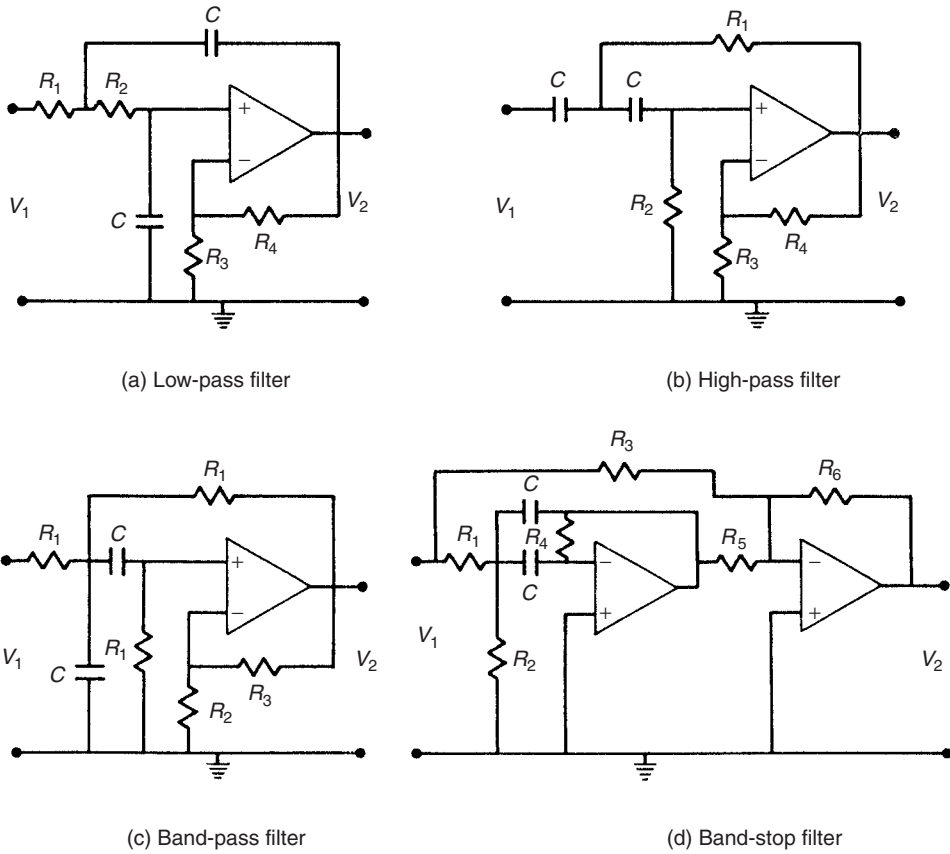 C
R1
R2
+
−
V1
C
R3
R4
V2
(a) Low-pass filter
R1
C
C
+
−
V1
R2
R3
R4
V2
(b) High-pass filter
R1
R1
C
+
−
V1
C
R1
R2
R3
V2
(c) Band-pass filter
R3
R6
C
R1
R4
C
R5
−
+
−
+
V1
R2
V2
(d) Band-stop filter